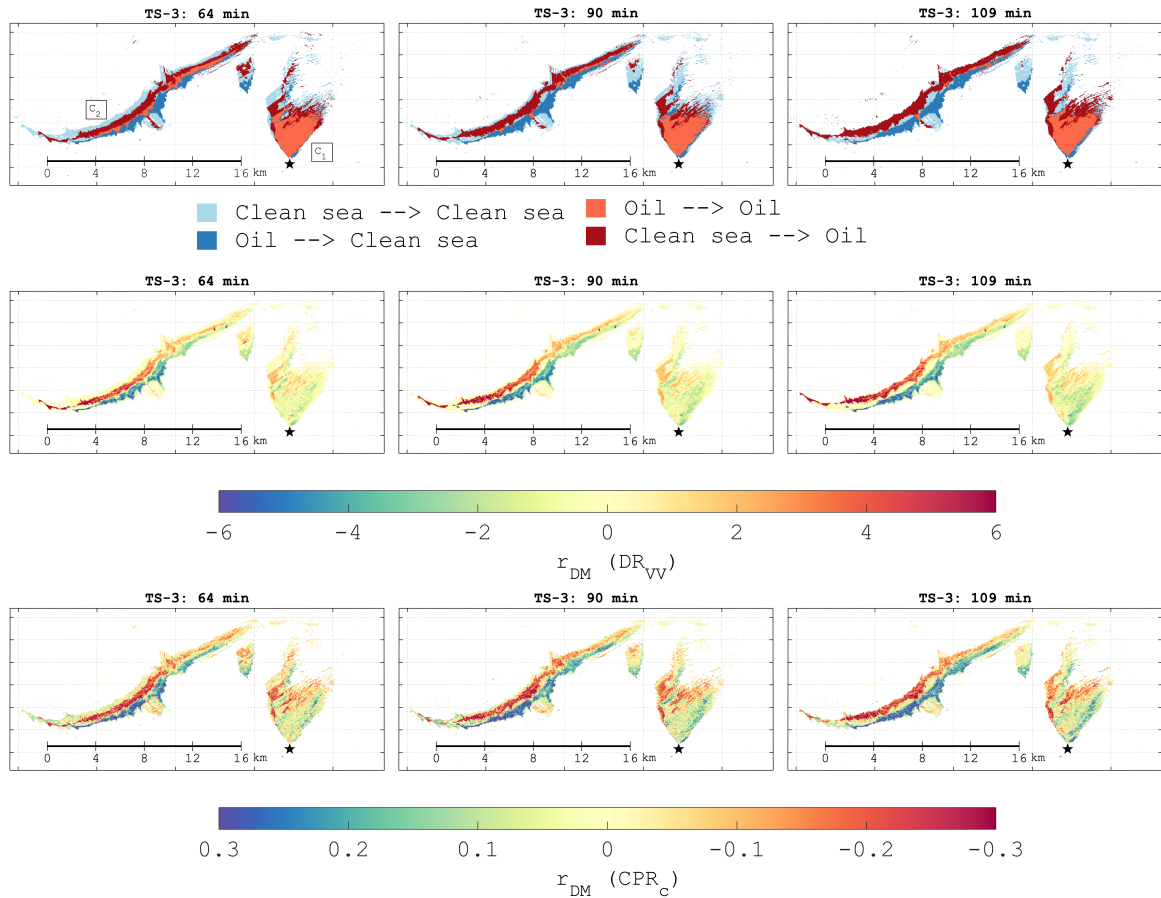 TS-3: 64 min TS-3: 90 min TS-3: 109 min
C2
C1
0 4 8 12 16 km 0 4 8 12 16 km 0 4 8 12 16 km
Clean sea --> Clean sea Oil --> Oil
Oil --> Clean sea Clean sea --> Oil
TS-3: 64 min TS-3: 90 min TS-3: 109 min
0 4 8 12 16 km 0 4 8 12 16 km 0 4 8 12 16 km
-6 -4 -2 0 2 4 6
rDM (DRVV)
TS-3: 64 min TS-3: 90 min TS-3: 109 min
0 4 8 12 16 km 0 4 8 12 16 km 0 4 8 12 16 km
0.3 0.2 0.1 0 -0.1 -0.2 -0.3
rDM (CPRc)